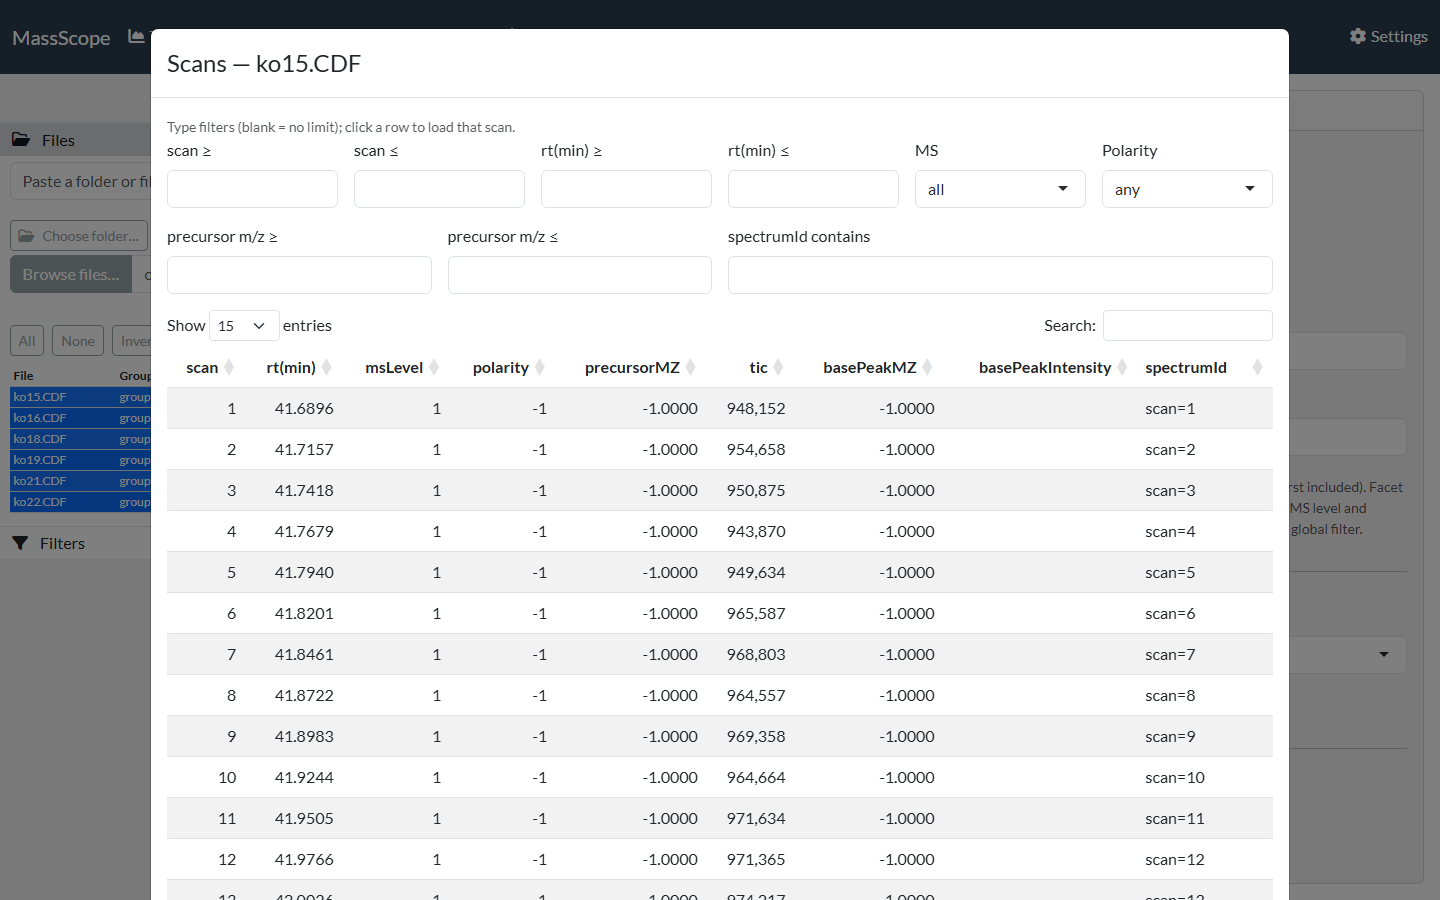 MassScope
Settings
Scans — ko15.CDF
Type filters (blank = no limit); click a row to load that scan.
scan ≥ scan ≤ rt(min) ≥ rt(min) ≤ MS Polarity
all any
precursor m/z ≥ precursor m/z ≤ spectrumId contains
Show 15 entries Search:
scan rt(min) msLevel polarity precursorMZ tic basePeakMZ basePeakIntensity spectrumId
1 41.6896 1 -1 -1.0000 948,152 -1.0000 scan=1
2 41.7157 1 -1 -1.0000 954,658 -1.0000 scan=2
3 41.7418 1 -1 -1.0000 950,875 -1.0000 scan=3
4 41.7679 1 -1 -1.0000 943,870 -1.0000 scan=4
5 41.7940 1 -1 -1.0000 949,634 -1.0000 scan=5
6 41.8201 1 -1 -1.0000 965,587 -1.0000 scan=6
7 41.8461 1 -1 -1.0000 968,803 -1.0000 scan=7
8 41.8722 1 -1 -1.0000 964,557 -1.0000 scan=8
9 41.8983 1 -1 -1.0000 969,358 -1.0000 scan=9
10 41.9244 1 -1 -1.0000 964,664 -1.0000 scan=10
11 41.9505 1 -1 -1.0000 971,634 -1.0000 scan=11
12 41.9766 1 -1 -1.0000 971,365 -1.0000 scan=12
Files
Paste a folder or
Choose folder...
Browse files...
All None
File Group
ko15.CDF group
ko16.CDF group
ko18.CDF group
ko19.CDF group
ko21.CDF group
ko22.CDF group
Filters
included). Facet
MS level and
global filter.